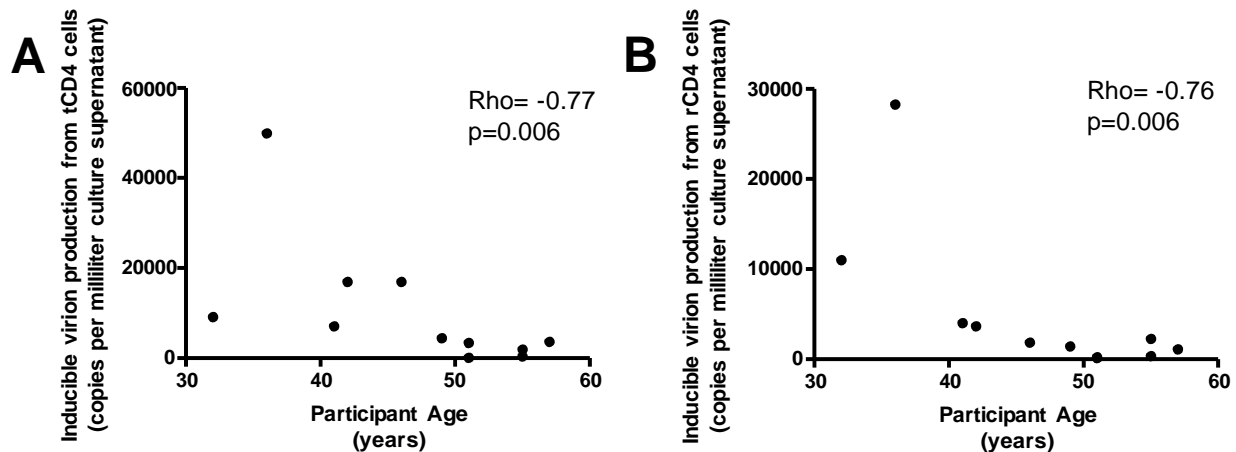 A
Inducible virion production from tCD4 cells
(copies per milliliter culture supernatant)
60000
40000
20000
0
30
40
50
60
Participant Age
(years)
Rho= -0.77
p=0.006
B
Inducible virion production from rCD4 cells
(copies per milliliter culture supernatant)
30000
20000
10000
0
30
40
50
60
Participant Age
(years)
Rho= -0.76
p=0.006